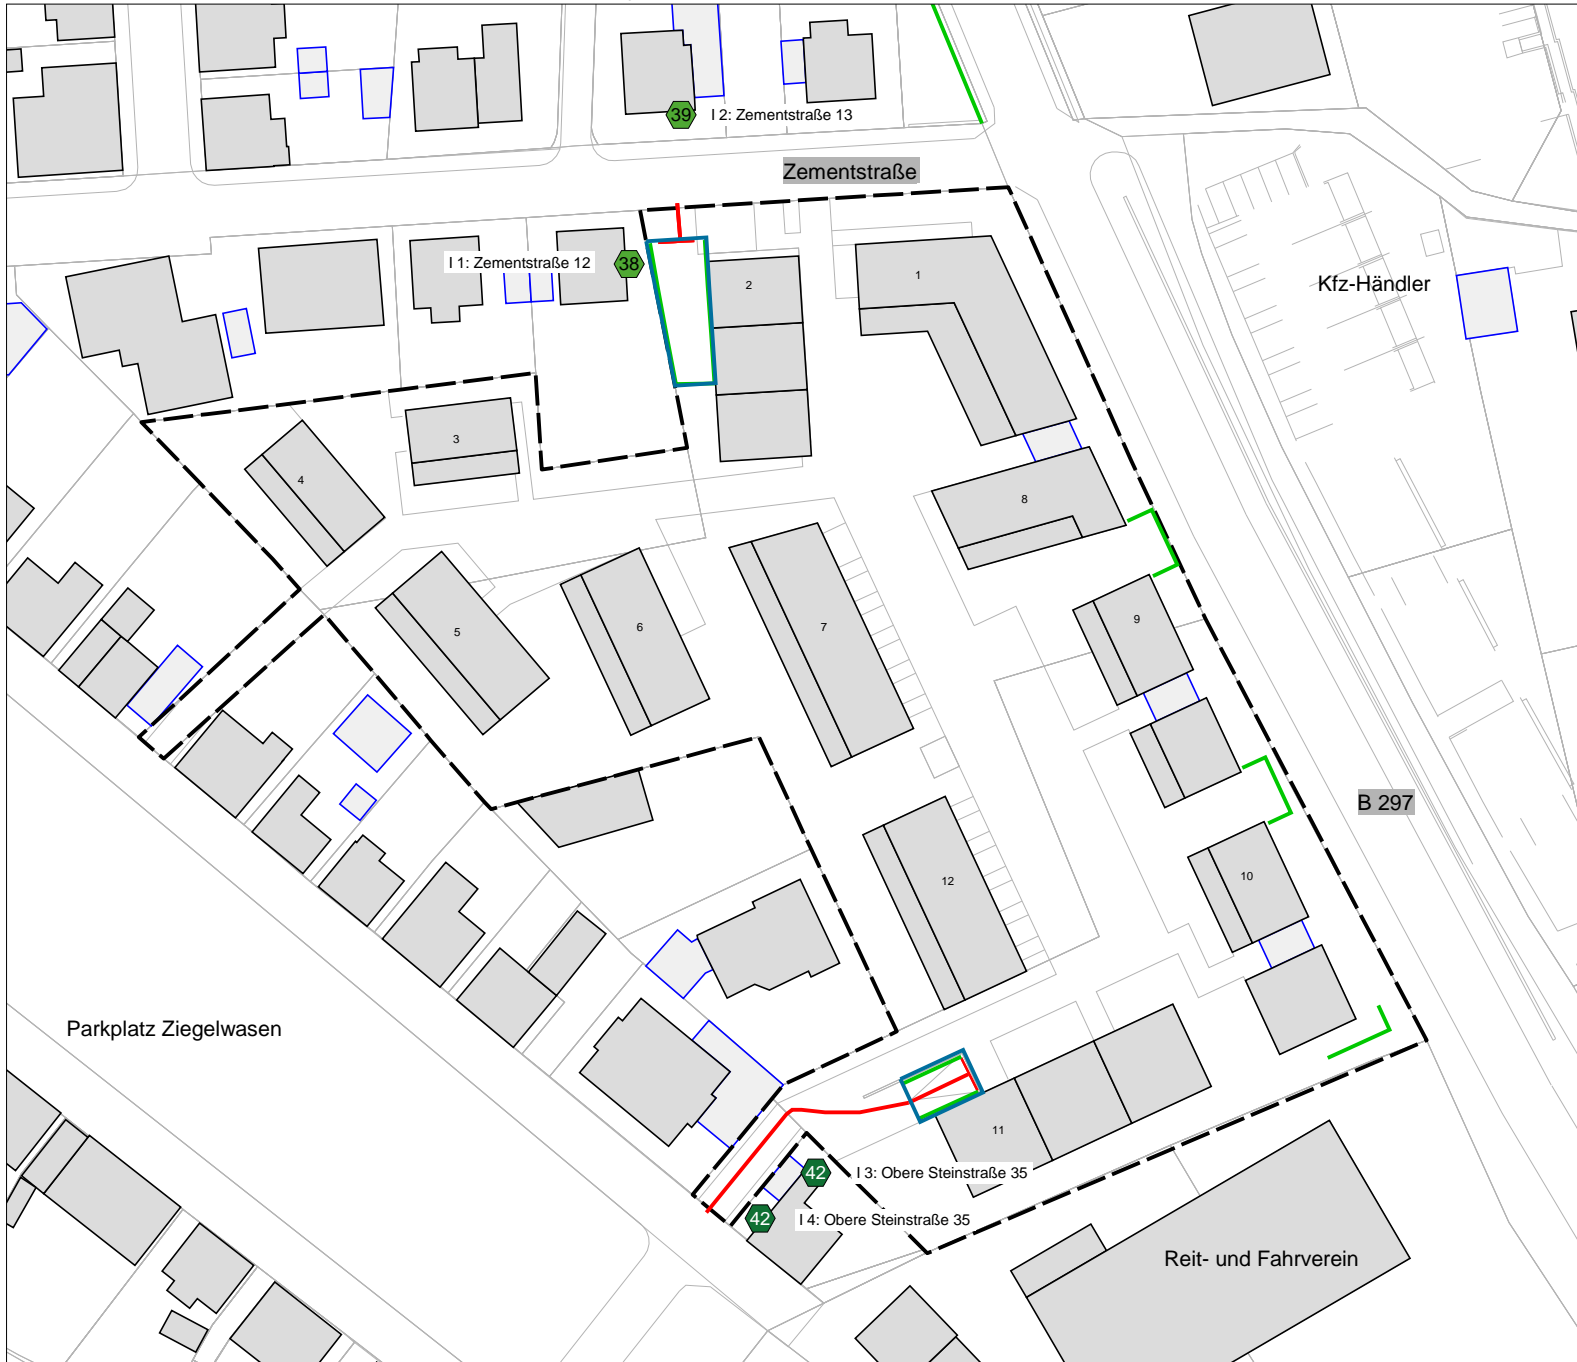 39 I 2: Zementstraße 13
Zementstraße
I 1: Zementstraße 12 38
1
2
Kfz-Händler
3
4
8
9
5
6
7
B 297
10
12
Parkplatz Ziegelwasen
11
42 I 3: Obere Steinstraße 35
42 I 4: Obere Steinstraße 35
Reit- und Fahrverein